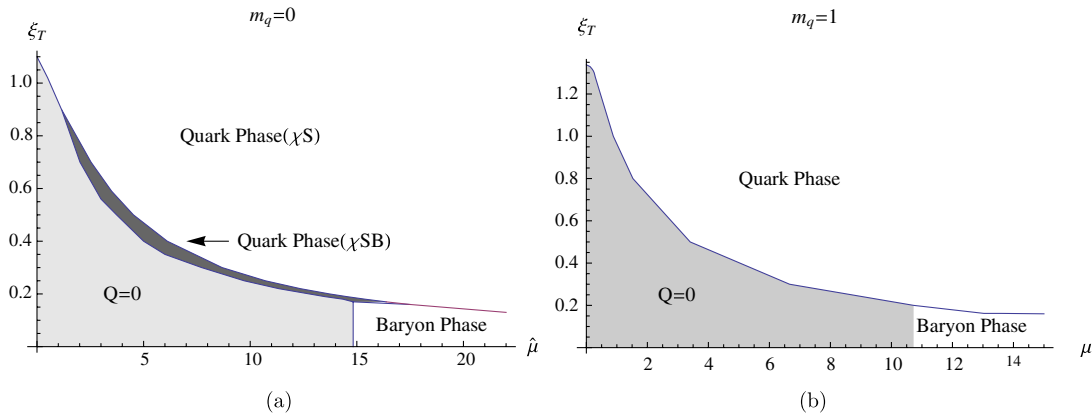 m_q=0
ξ_T
1.0
0.8
0.6
0.4
0.2
Quark Phase(χS)
Quark Phase(χSB)
Q=0
Baryon Phase
5
10
15
20
μ̂
(a)
m_q=1
ξ_T
1.2
1.0
0.8
0.6
0.4
0.2
Quark Phase
Q=0
Baryon Phase
2
4
6
8
10
12
14
μ
(b)